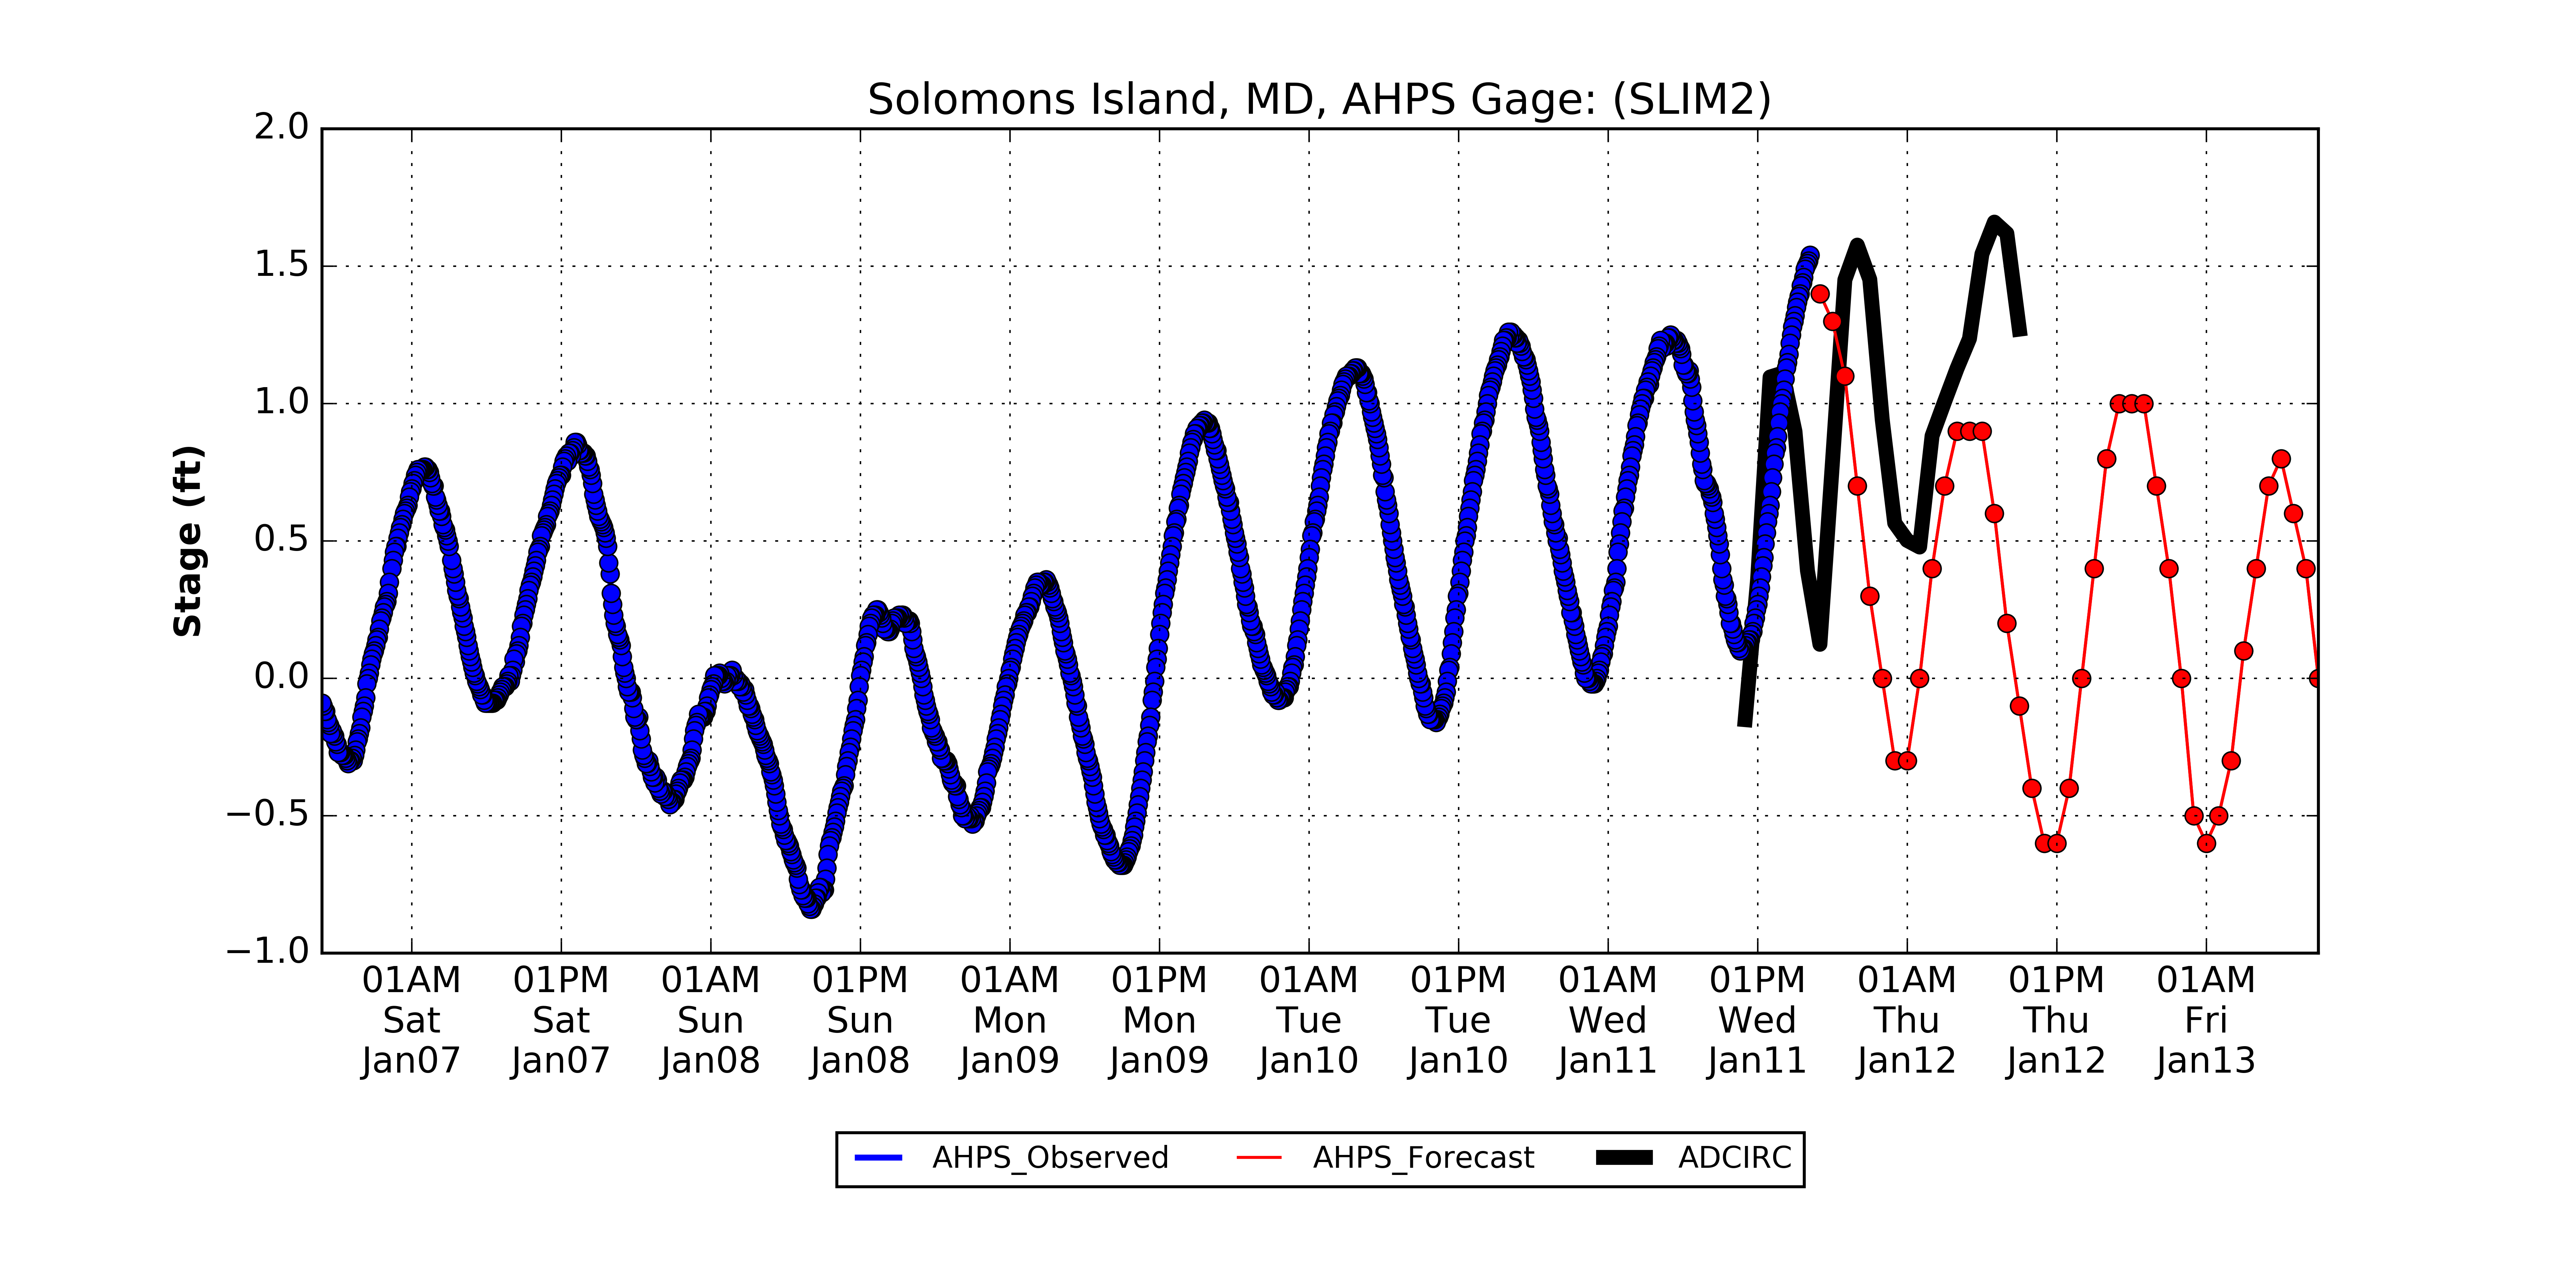 Solomons Island, MD, AHPS Gage: (SLIM2)
2.0
1.5
1.0
0.5
0.0
−0.5
−1.0
Stage (ft)
01AM 01PM 01AM 01PM 01AM 01PM 01AM 01PM 01AM 01PM 01AM 01PM 01AM
Sat Sat Sun Sun Mon Mon Tue Tue Wed Wed Thu Thu Fri
Jan07 Jan07 Jan08 Jan08 Jan09 Jan09 Jan10 Jan10 Jan11 Jan11 Jan12 Jan12 Jan13
AHPS_Observed AHPS_Forecast ADCIRC